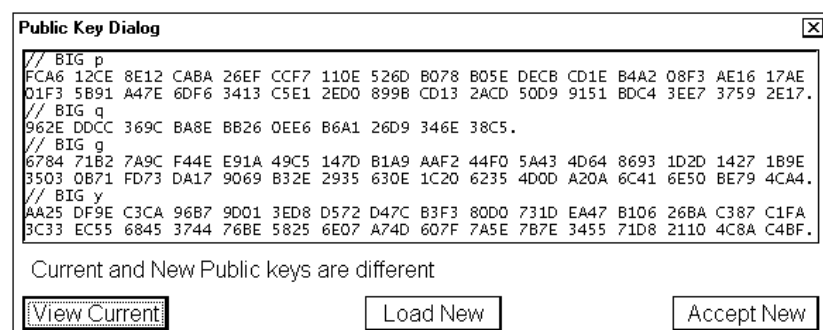 Public Key Dialog
// BIG p
FCA6 12CE 8E12 CABA 26EF CCF7 110E 526D B078 B05E DECB CD1E B4A2 08F3 AE16 17AE
01F3 5B91 A47E 6DF6 3413 C5E1 2ED0 899B CD13 2ACD 50D9 9151 BDC4 3EE7 3759 2E17.
// BIG q
962E DDCC 369C BA8E BB26 0EE6 B6A1 26D9 346E 38C5.
// BIG g
6784 71B2 7A9C F44E E91A 49C5 147D B1A9 AAF2 44F0 5A43 4D64 8693 1D2D 1427 1B9E
3503 0B71 FD73 DA17 9069 B32E 2935 630E 1C20 6235 4D0D A20A 6C41 6E50 BE79 4CA4.
// BIG y
AA25 DF9E C3CA 96B7 9D01 3ED8 D572 D47C B3F3 80D0 731D EA47 B106 26BA C387 C1FA
3C33 EC55 6845 3744 76BE 5825 6E07 A74D 607F 7A5E 7B7E 3455 71D8 2110 4C8A C4BF.
Current and New Public keys are different
View Current Load New Accept New